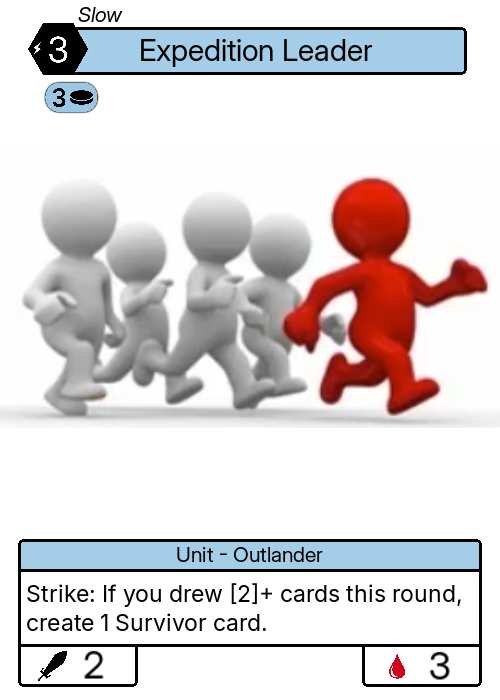 Slow
3 Expedition Leader
3
Unit - Outlander
Strike: If you drew [2]+ cards this round,
create 1 Survivor card.
2 3